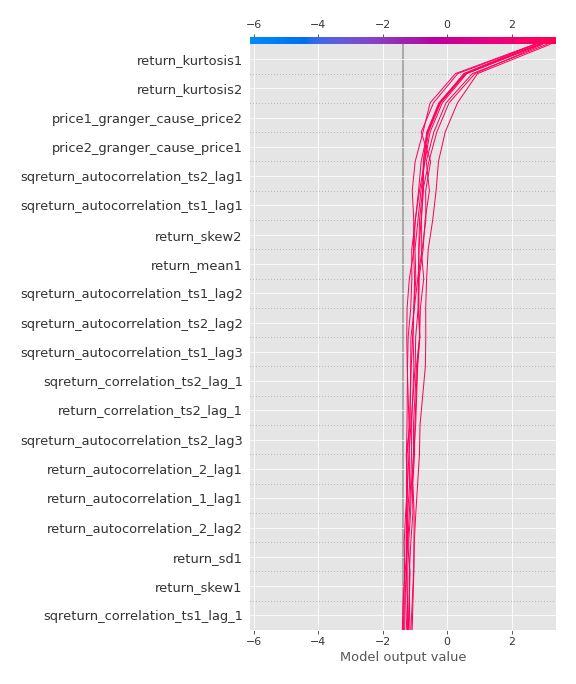 −6 −4 −2 0 2
return_kurtosis1
return_kurtosis2
price1_granger_cause_price2
price2_granger_cause_price1
sqreturn_autocorrelation_ts2_lag1
sqreturn_autocorrelation_ts1_lag1
return_skew2
return_mean1
sqreturn_autocorrelation_ts1_lag2
sqreturn_autocorrelation_ts2_lag2
sqreturn_autocorrelation_ts1_lag3
sqreturn_correlation_ts2_lag_1
return_correlation_ts2_lag_1
sqreturn_autocorrelation_ts2_lag3
return_autocorrelation_2_lag1
return_autocorrelation_1_lag1
return_autocorrelation_2_lag2
return_sd1
return_skew1
sqreturn_correlation_ts1_lag_1
−6 −4 −2 0 2
Model output value